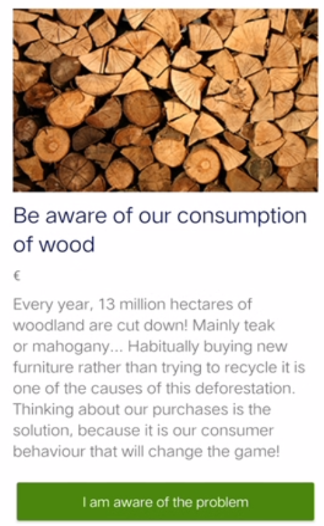 Be aware of our consumption
of wood
€
Every year, 13 million hectares of
woodland are cut down! Mainly teak
or mahogany... Habitually buying new
furniture rather than trying to recycle it is
one of the causes of this deforestation.
Thinking about our purchases is the
solution, because it is our consumer
behaviour that will change the game!
I am aware of the problem